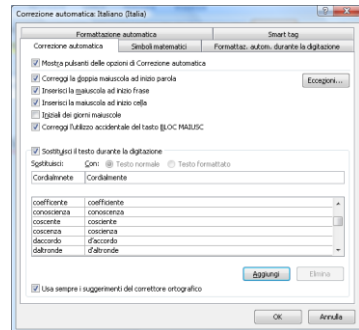 Correzione automatica: Italiano (Italia)
Formattazione automatica Smart tag
Correzione automatica Simboli matematici Formattaz. autom. durante la digitazione
Mostra pulsanti delle opzioni di Correzione automatica
Correggi la doppia maiuscola ad inizio parola Eccezioni...
Inserisci la maiuscola ad inizio frase
Inserisci la maiuscola ad inizio cella
Iniziali dei giorni maiuscole
Correggi l'utilizzo accidentale del tasto BLOC MAIUSC
Sostituisci il testo durante la digitazione
Sostituisci: Con: Testo normale Testo formattato
Cordialmnete Cordialmente
coefficente coefficiente
conoscienza conoscenza
coscente cosciente
coscenza coscienza
daccordo d'accordo
daltronde d'altronde
Aggiungi Elimina
Usa sempre i suggerimenti del correttore ortografico
OK Annulla